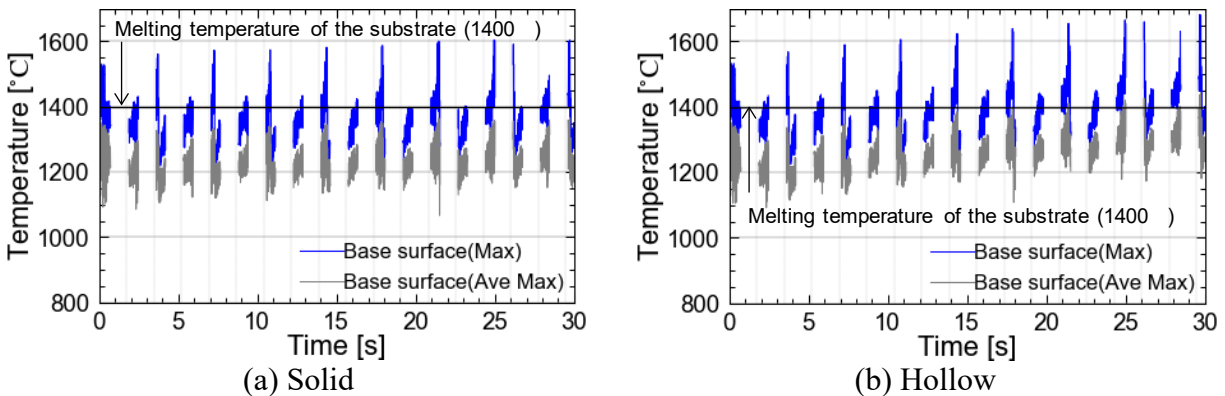 Melting temperature of the substrate (1400 )
1600
1400
1200
1000
800
Temperature [°C]
Base surface(Max)
Base surface(Ave Max)
0 5 10 15 20 25 30
Time [s]
(a) Solid
1600
1400
1200
1000
800
Temperature [°C]
Melting temperature of the substrate (1400 )
Base surface(Max)
Base surface(Ave Max)
0 5 10 15 20 25 30
Time [s]
(b) Hollow